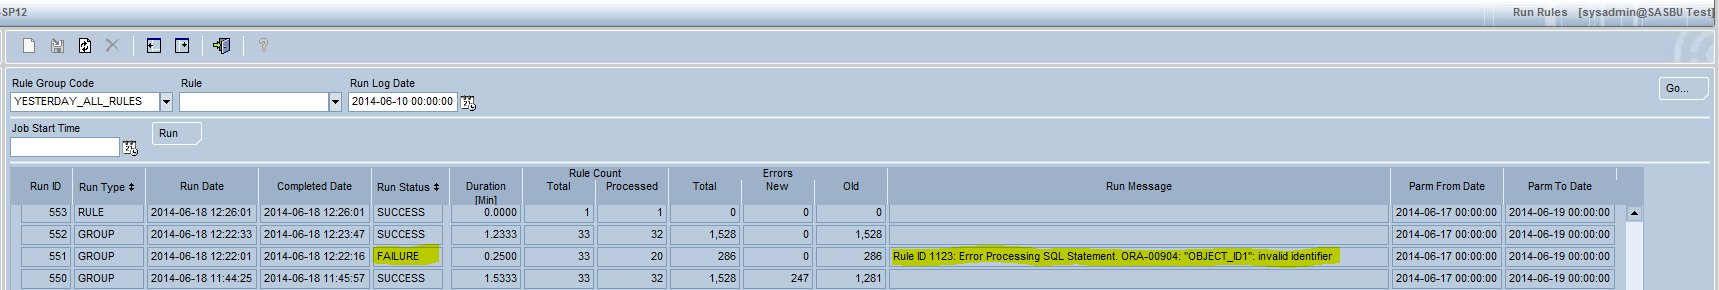 -SP12 Run Rules [sysadmin@SASBU Test]
Rule Group Code Rule Run Log Date
YESTERDAY_ALL_RULES 2014-06-10 00:00:00 Go...
Job Start Time
Run
Rule Count Errors
Run ID Run Type Run Date Completed Date Run Status Duration Total Processed Total New Old Run Message Parm From Date Parm To Date
[Min]
553 RULE 2014-06-18 12:26:01 2014-06-18 12:26:01 SUCCESS 0.0000 1 1 0 0 0 2014-06-17 00:00:00 2014-06-19 00:00:00
552 GROUP 2014-06-18 12:22:33 2014-06-18 12:23:47 SUCCESS 1.2333 33 32 1,528 0 1,528 2014-06-17 00:00:00 2014-06-19 00:00:00
551 GROUP 2014-06-18 12:22:01 2014-06-18 12:22:16 FAILURE 0.2500 33 20 286 0 286 Rule ID 1123: Error Processing SQL Statement. ORA-00904: "OBJECT_ID1": invalid identifier 2014-06-17 00:00:00 2014-06-19 00:00:00
550 GROUP 2014-06-18 11:44:25 2014-06-18 11:45:57 SUCCESS 1.5333 33 32 1,528 247 1,281 2014-06-17 00:00:00 2014-06-19 00:00:00